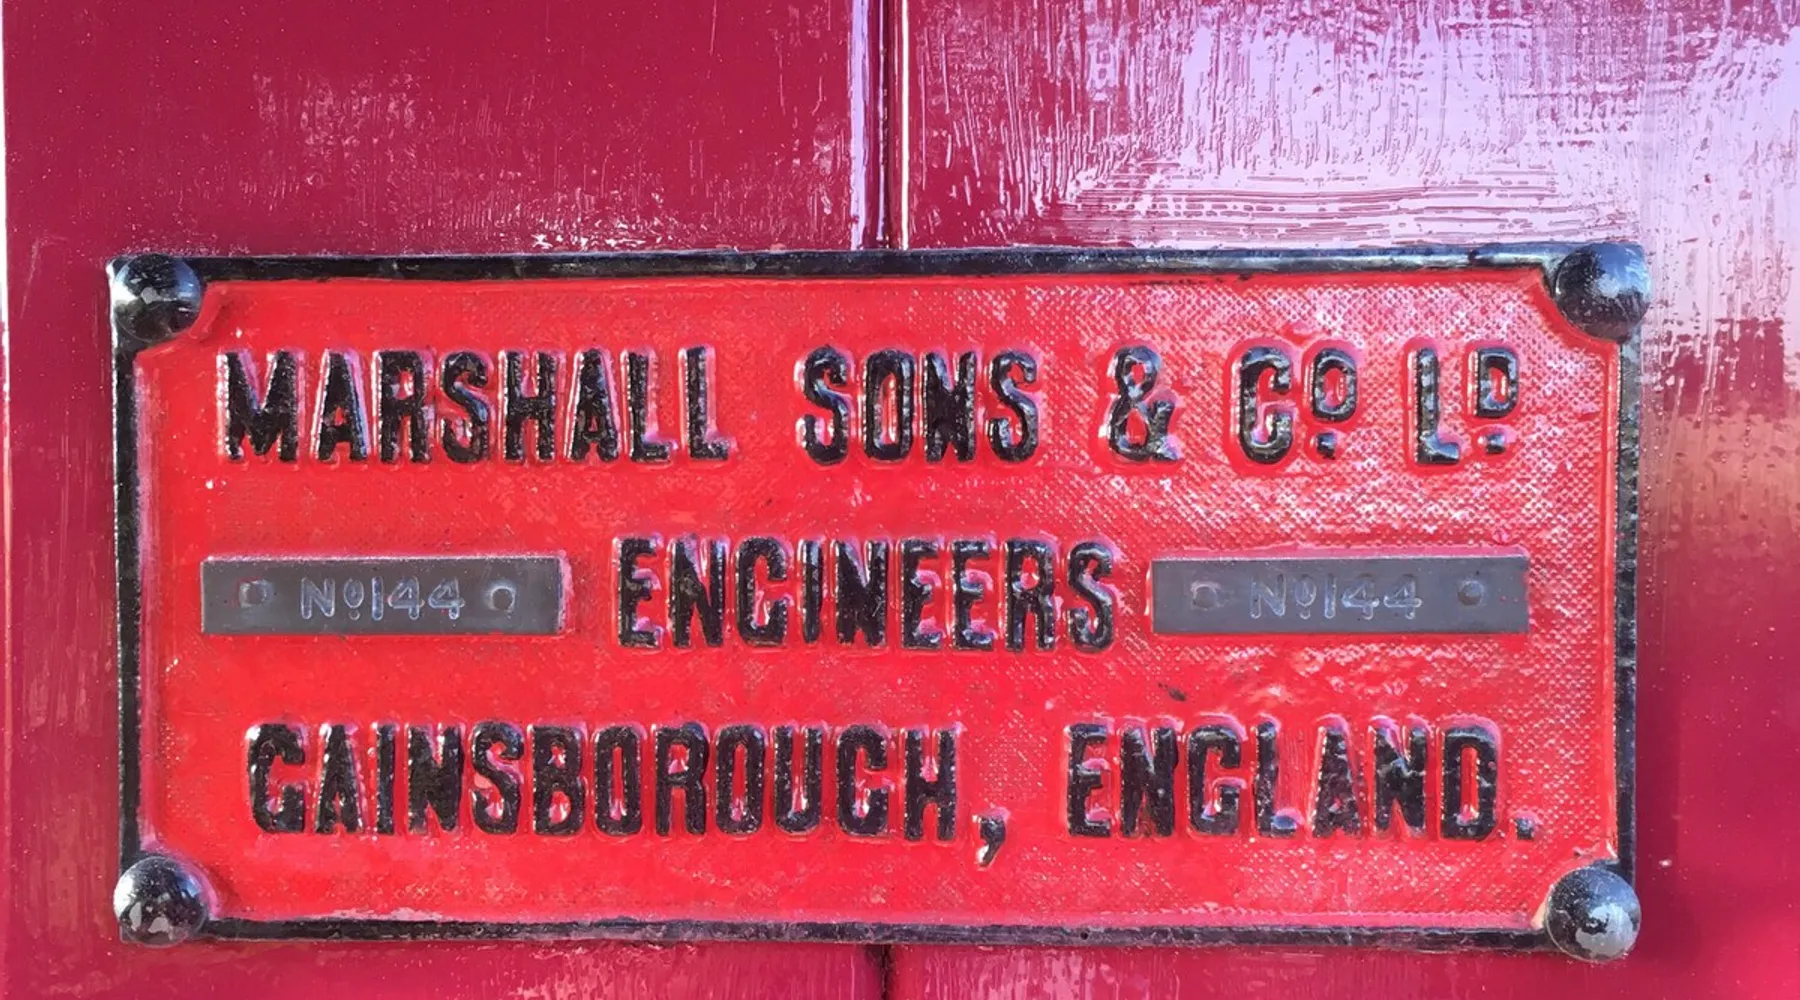 MARSHALL SONS & Cº Lᴰ
Nº144 ENGINEERS Nº144
GAINSBOROUGH, ENGLAND.